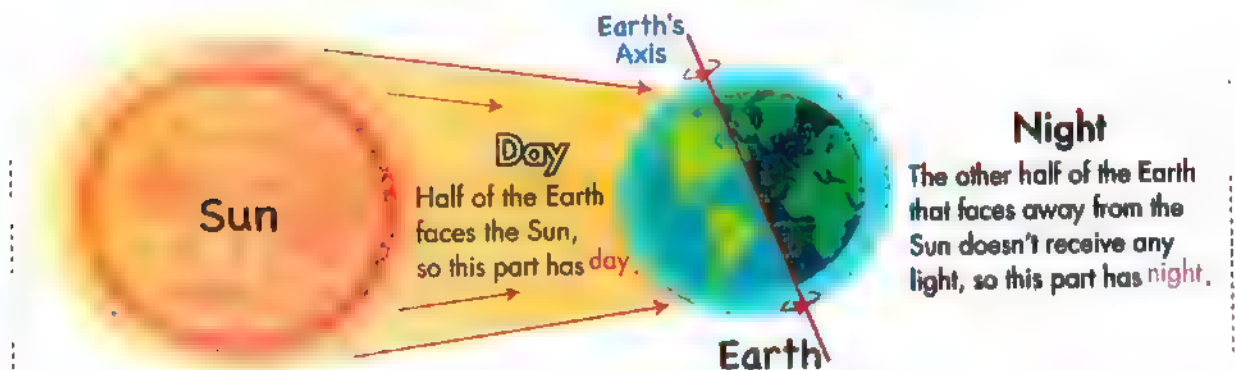 Earth's
Axis
Sun
Day
Half of the Earth
faces the Sun,
so this part has day.
Night
The other half of the Earth
that faces away from the
Sun doesn't receive any
light, so this part has night.
Earth